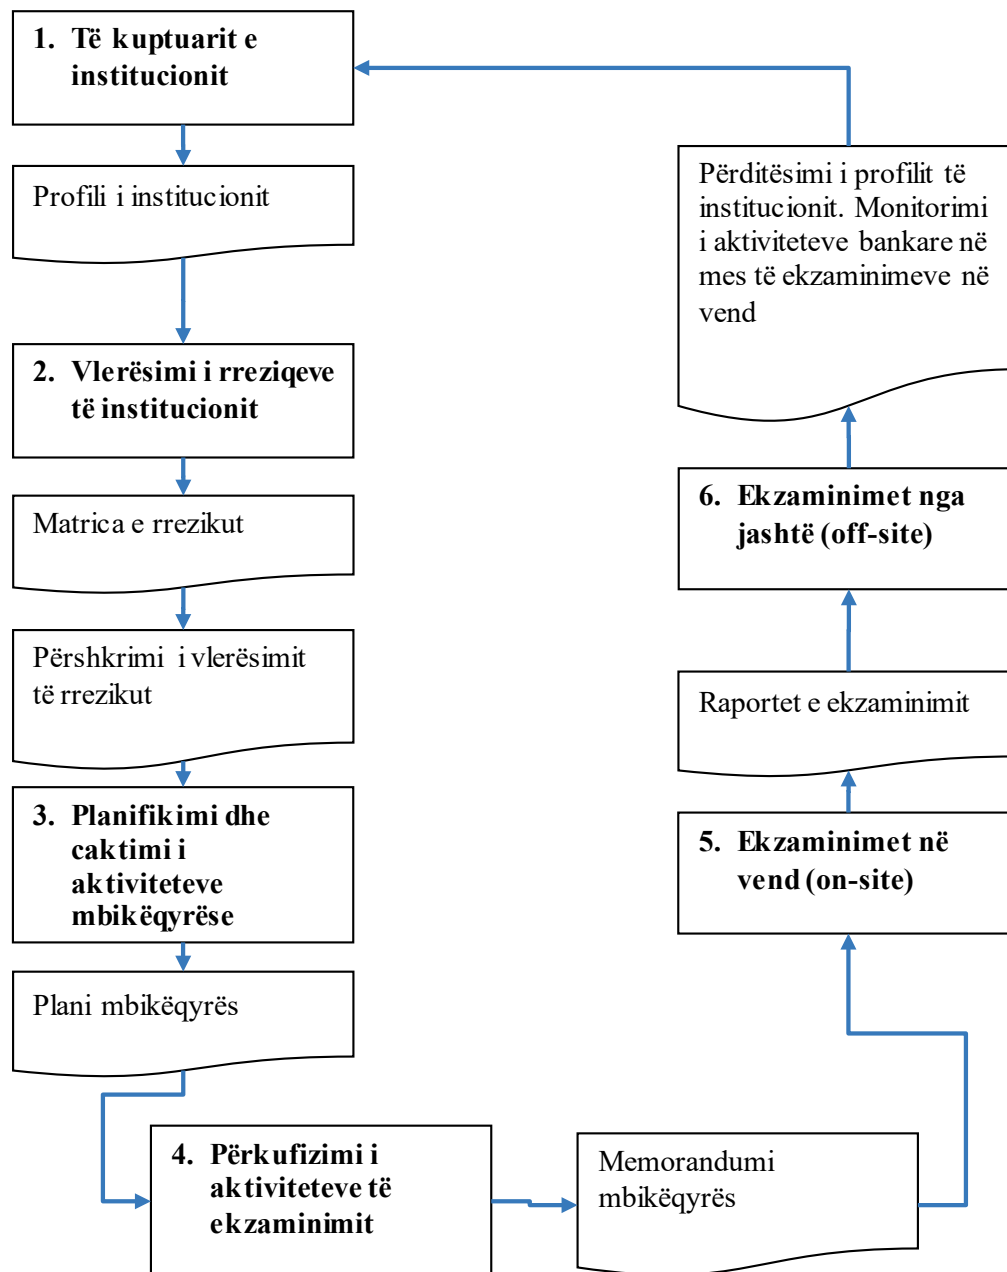 1. Të kuptuarit e
institucionit
Profili i institucionit
2. Vlerësimi i rreziqeve
të institucionit
Matrica e rrezikut
Përshkrimi i vlerësimit
të rrezikut
3. Planifikimi dhe
caktimi i
aktiviteteve
mbikëqyrëse
Plani mbikëqyrës
4. Përkufizimi i
aktiviteteve të
ekzaminimit
Memorandumi
mbikëqyrës
5. Ekzaminimet në
vend (on-site)
Raportet e ekzaminimit
6. Ekzaminimet nga
jashtë (off-site)
Përditësimi i profilit të
institucionit. Monitorimi
i aktiviteteve bankare në
mes të ekzaminimeve në
vend